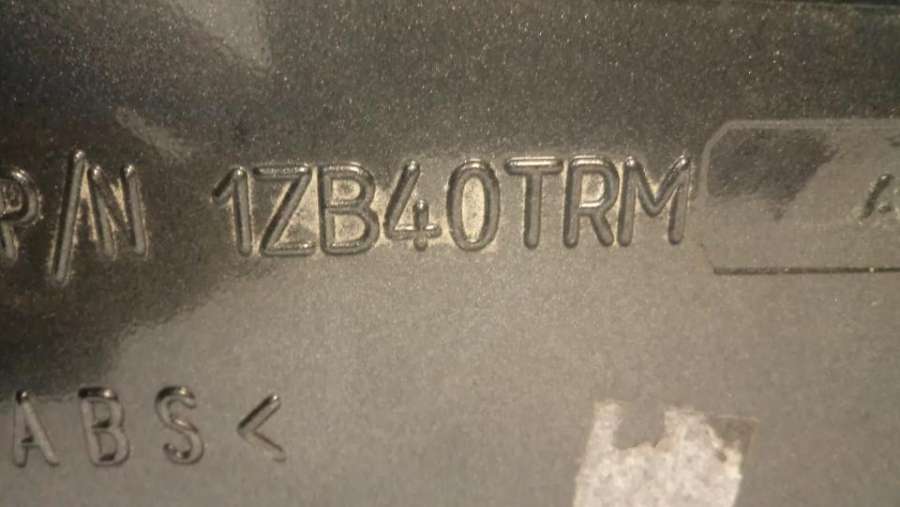 P/N 1ZB40TRM
ABS<